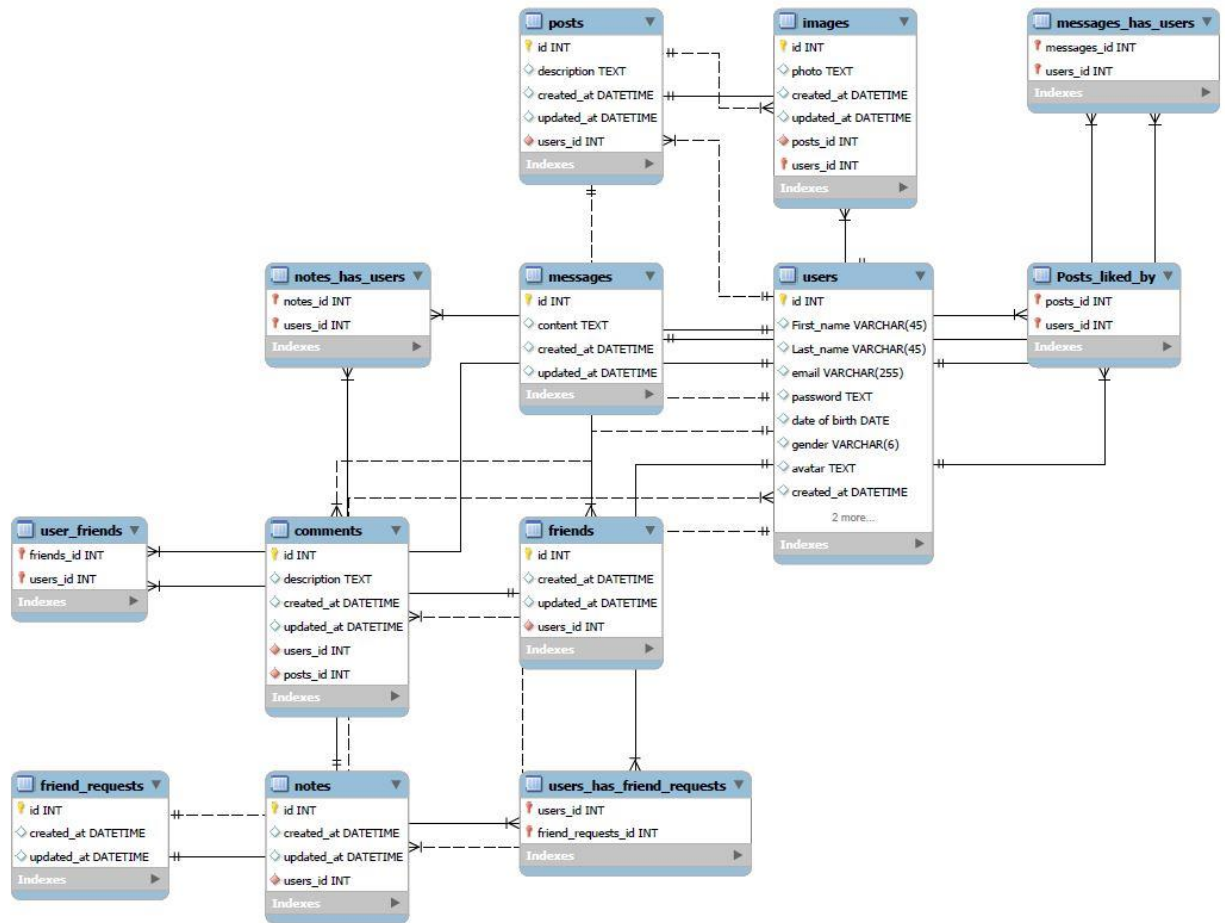 posts
id INT
description TEXT
created_at DATETIME
updated_at DATETIME
users_id INT
Indexes
images
id INT
photo TEXT
created_at DATETIME
updated_at DATETIME
posts_id INT
users_id INT
Indexes
messages_has_users
messages_id INT
users_id INT
Indexes
notes_has_users
notes_id INT
users_id INT
Indexes
messages
id INT
content TEXT
created_at DATETIME
updated_at DATETIME
Indexes
users
id INT
First_name VARCHAR(45)
Last_name VARCHAR(45)
email VARCHAR(255)
password TEXT
date of birth DATE
gender VARCHAR(6)
avatar TEXT
created_at DATETIME
2 more...
Indexes
Posts_liked_by
posts_id INT
users_id INT
Indexes
user_friends
friends_id INT
users_id INT
Indexes
comments
id INT
description TEXT
created_at DATETIME
updated_at DATETIME
users_id INT
posts_id INT
Indexes
friends
id INT
created_at DATETIME
updated_at DATETIME
users_id INT
Indexes
friend_requests
id INT
created_at DATETIME
updated_at DATETIME
Indexes
notes
id INT
created_at DATETIME
updated_at DATETIME
users_id INT
Indexes
users_has_friend_requests
users_id INT
friend_requests_id INT
Indexes